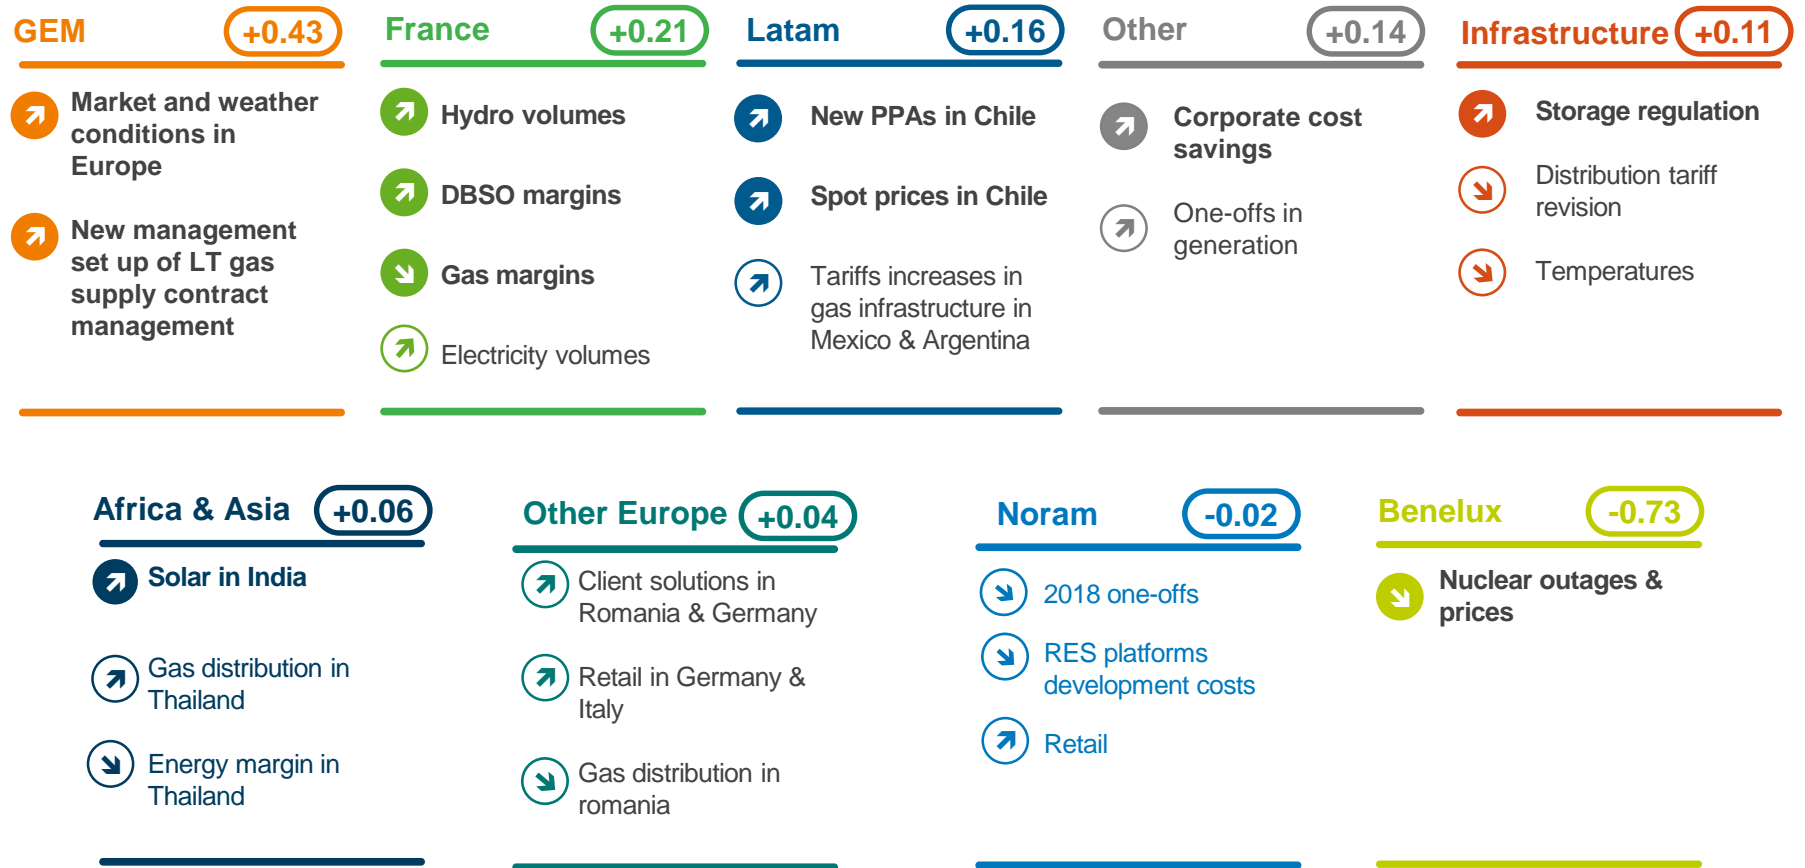 GEM +0.43
Market and weather
conditions in
Europe
New management
set up of LT gas
supply contract
management
France +0.21
Hydro volumes
DBSO margins
Gas margins
Electricity volumes
Latam +0.16
New PPAs in Chile
Spot prices in Chile
Tariffs increases in
gas infrastructure in
Mexico & Argentina
Other +0.14
Corporate cost
savings
One-offs in
generation
Infrastructure +0.11
Storage regulation
Distribution tariff
revision
Temperatures
Africa & Asia +0.06
Solar in India
Gas distribution in
Thailand
Energy margin in
Thailand
Other Europe +0.04
Client solutions in
Romania & Germany
Retail in Germany &
Italy
Gas distribution in
romania
Noram -0.02
2018 one-offs
RES platforms
development costs
Retail
Benelux -0.73
Nuclear outages &
prices